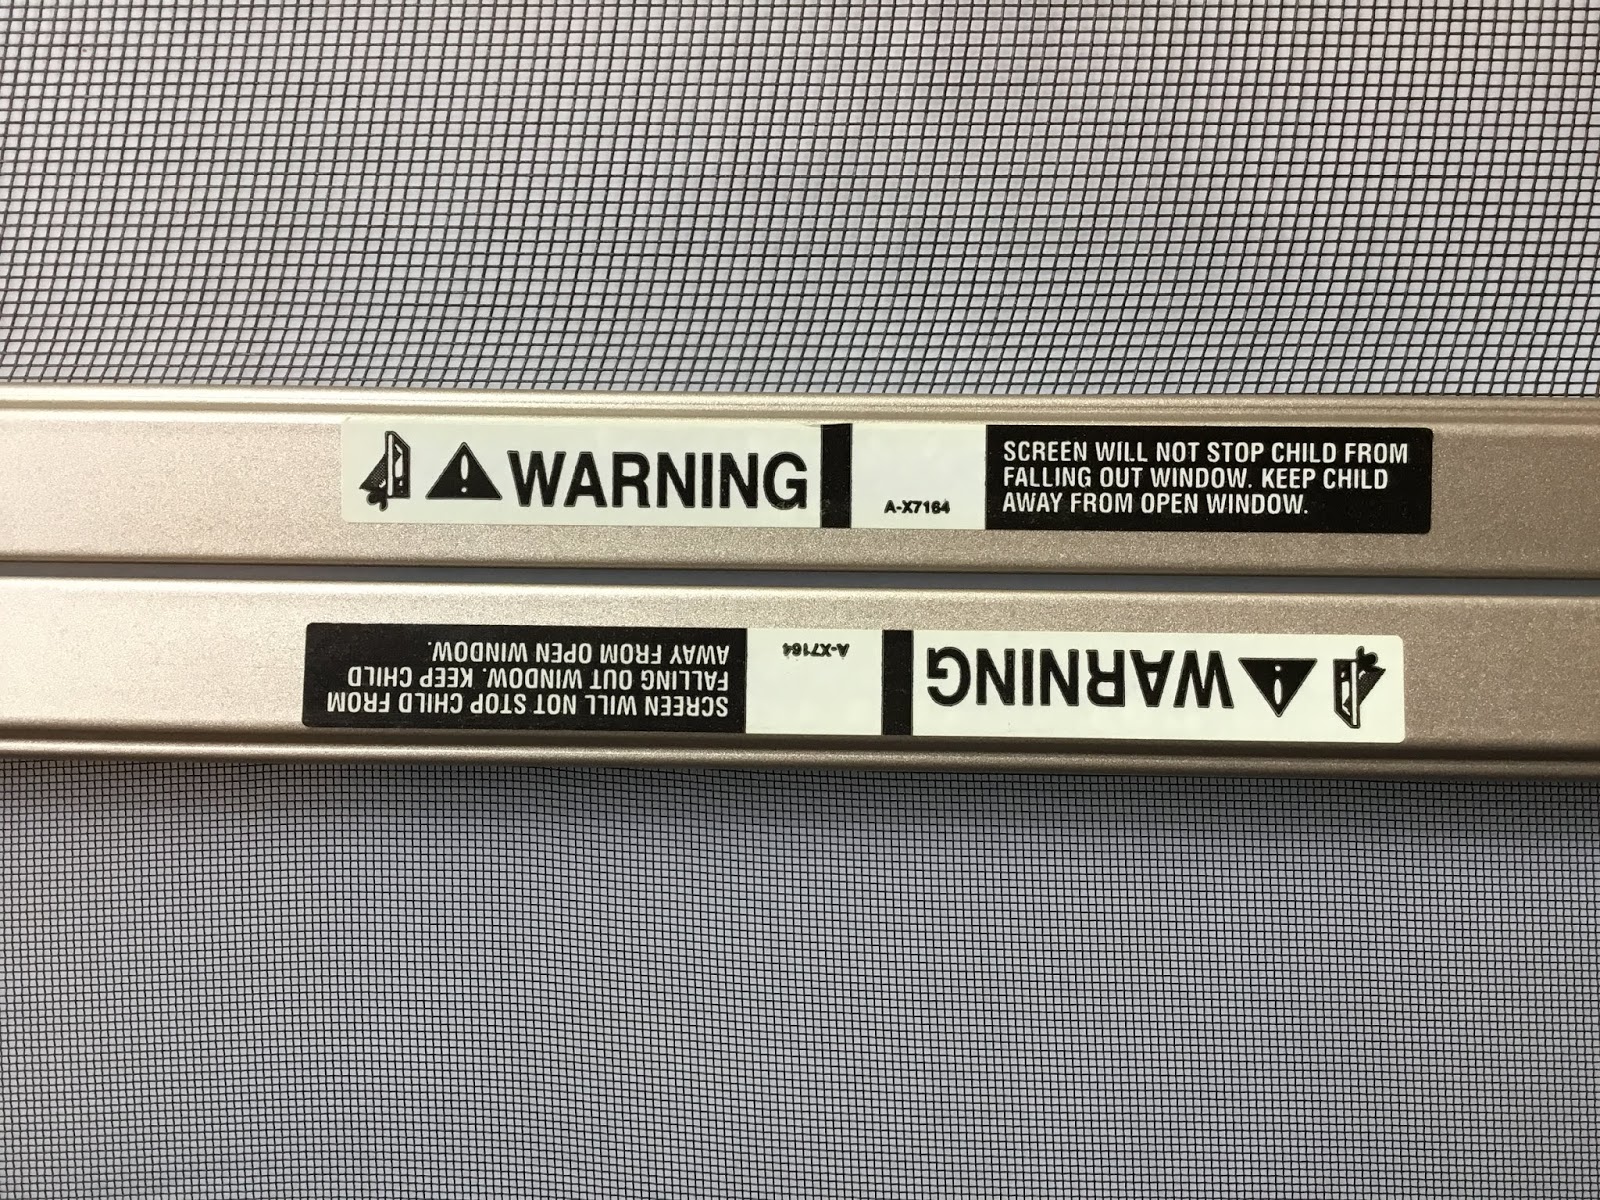 WARNING
A-X7164
SCREEN WILL NOT STOP CHILD FROM
FALLING OUT WINDOW. KEEP CHILD
AWAY FROM OPEN WINDOW.
WARNING
A-X7164
SCREEN WILL NOT STOP CHILD FROM
FALLING OUT WINDOW. KEEP CHILD
AWAY FROM OPEN WINDOW.